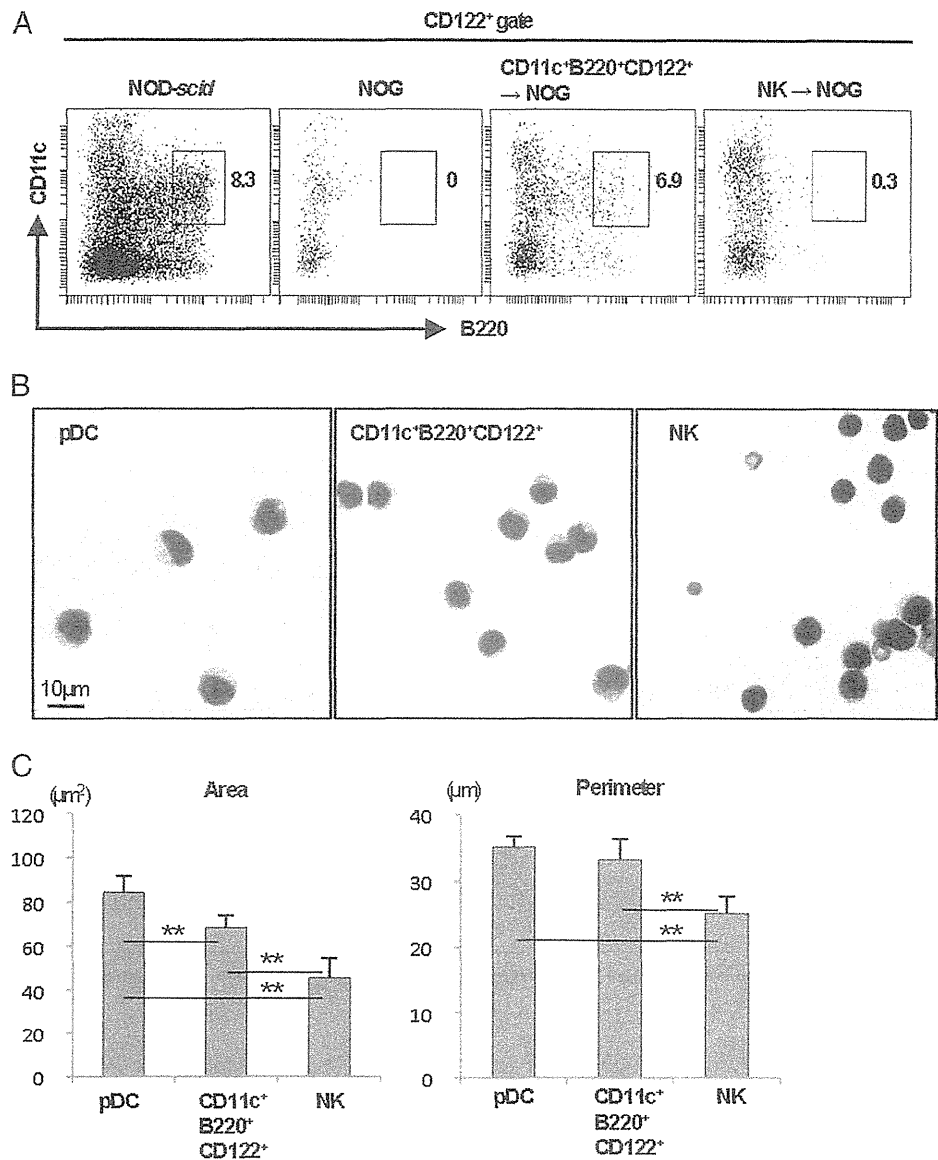 A
CD122⁺ gate
NOD-scid
NOG
CD11c⁺B220⁺CD122⁺
→ NOG
NK → NOG
CD11c
8.3
0
6.9
0.3
B220
B
pDC
CD11c⁺B220⁺CD122⁺
NK
10μm
C
(μm²)
Area
120
100
80
60
40
20
0
**
**
**
pDC
CD11c⁺
B220⁺
CD122⁺
NK
(μm)
Perimeter
40
30
20
10
0
**
**
pDC
CD11c⁺
B220⁺
CD122⁺
NK